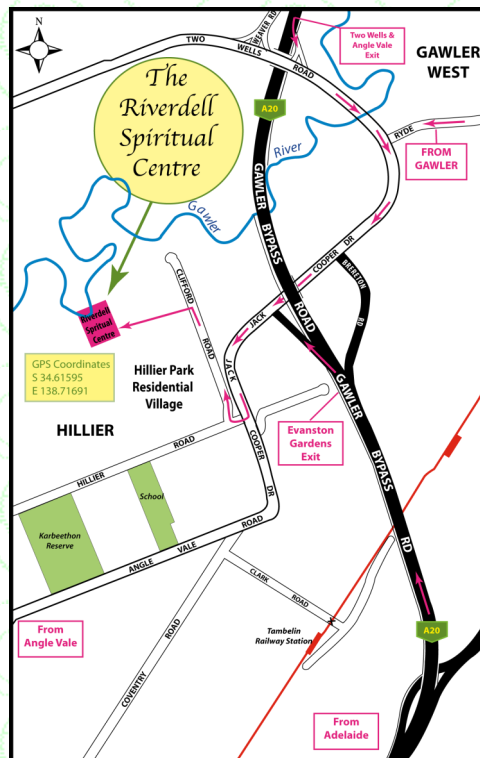 N
TWO
WELLS
ROAD
WEAVER RD
Two Wells &
Angle Vale
Exit
GAWLER
WEST
The
Riverdell
Spiritual
Centre
A20
RYDE
FROM
GAWLER
River
Gawler
GAWLER
BYPASS
ROAD
CLIFFORD
ROAD
COOPER DR
JACK
BRERETON
RD
Riverdell
Spritual
Centre
GPS Coordinates
S 34.61595
E 138.71691
Hillier Park
Residential
Village
JACK
COOPER
DR
GAWLER
BYPASS
RD
Evanston
Gardens
Exit
HILLIER
HILLIER
ROAD
School
Karbeethon
Reserve
ANGLE
VALE
ROAD
CLARK
ROAD
Tambelin
Railway Station
COVENTRY
ROAD
From
Angle Vale
A20
From
Adelaide